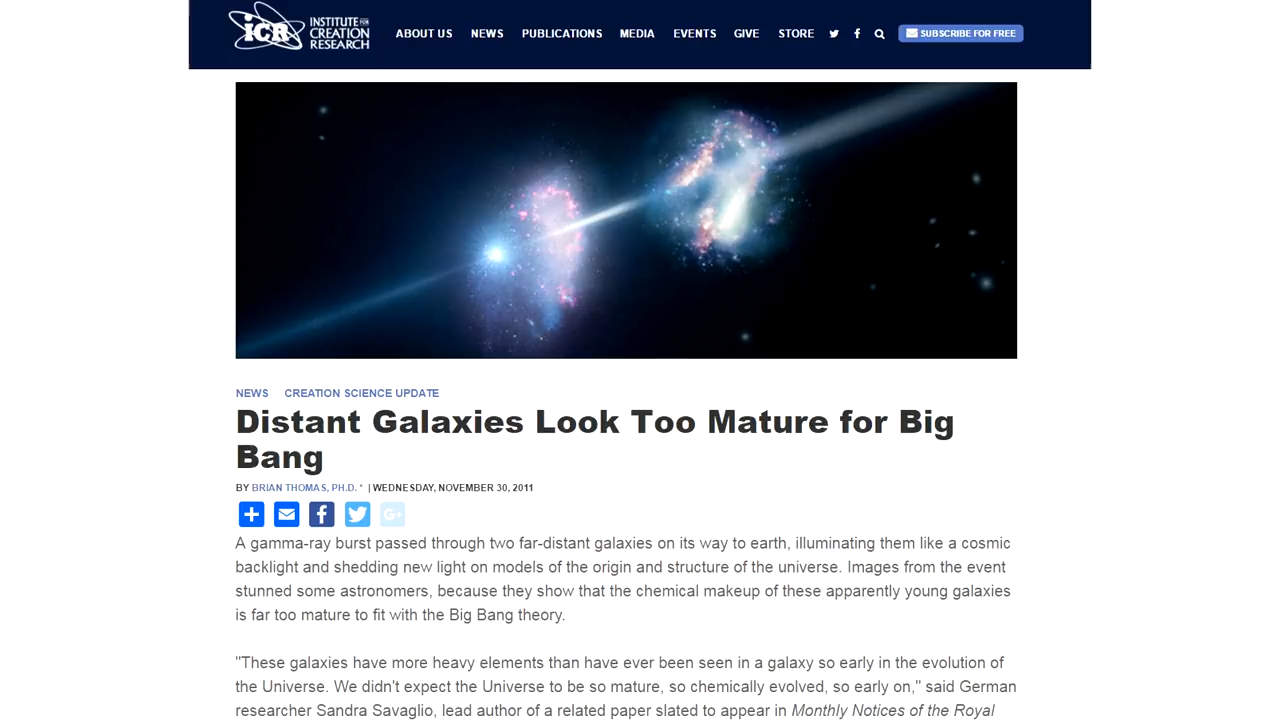 iCR INSTITUTE FOR CREATION RESEARCH
ABOUT US NEWS PUBLICATIONS MEDIA EVENTS GIVE STORE SUBSCRIBE FOR FREE
NEWS CREATION SCIENCE UPDATE
Distant Galaxies Look Too Mature for Big
Bang
BY BRIAN THOMAS, PH.D. * | WEDNESDAY, NOVEMBER 30, 2011
A gamma-ray burst passed through two far-distant galaxies on its way to earth, illuminating them like a cosmic
backlight and shedding new light on models of the origin and structure of the universe. Images from the event
stunned some astronomers, because they show that the chemical makeup of these apparently young galaxies
is far too mature to fit with the Big Bang theory.
"These galaxies have more heavy elements than have ever been seen in a galaxy so early in the evolution of
the Universe. We didn't expect the Universe to be so mature, so chemically evolved, so early on," said German
researcher Sandra Savaglio, lead author of a related paper slated to appear in Monthly Notices of the Royal